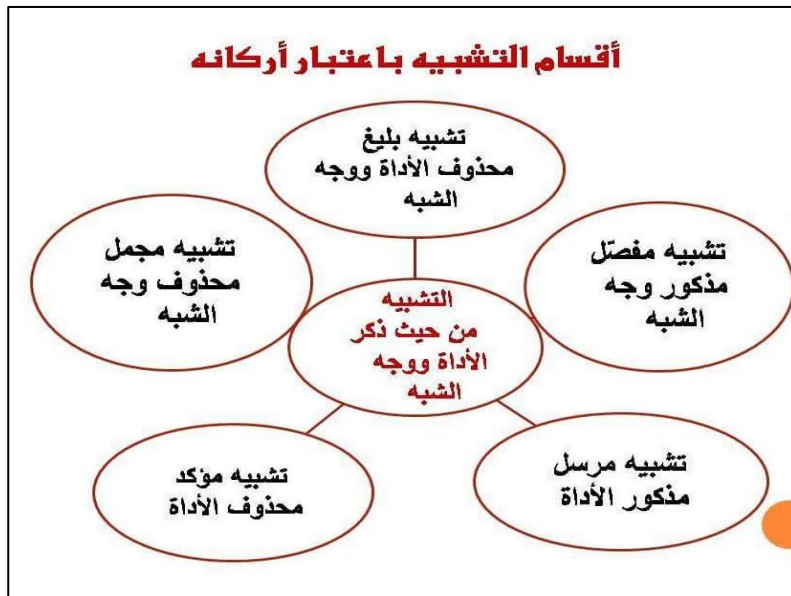 أقسام التشبيه باعتبار أركانه
تشبيه بليغ
محذوف الأداة ووجه
الشبه
تشبيه مفصّل
مذكور وجه
الشبه
تشبيه مجمل
محذوف وجه
الشبه
التشبيه
من حيث ذكر
الأداة ووجه
الشبه
تشبيه مرسل
مذكور الأداة
تشبيه مؤكد
محذوف الأداة